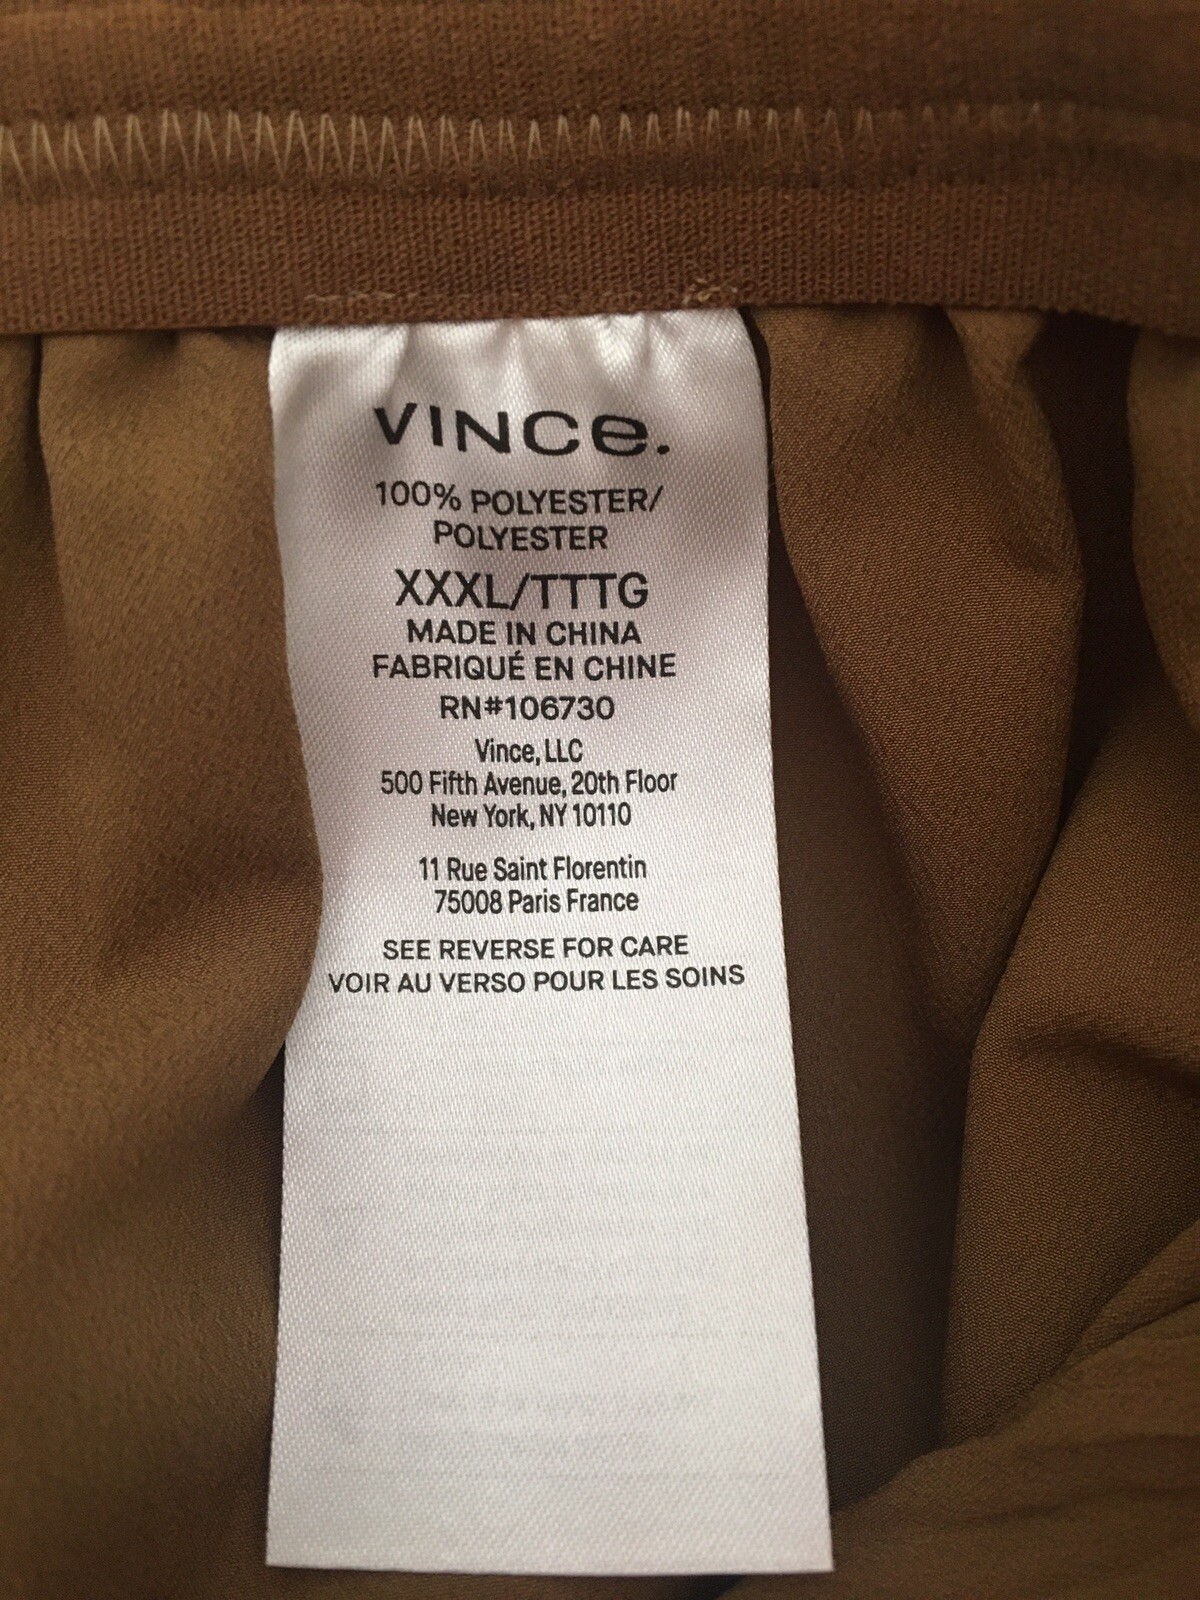 VINCe.
100% POLYESTER/
POLYESTER
XXXL/TTTG
MADE IN CHINA
FABRIQUÉ EN CHINE
RN#106730
Vince, LLC
500 Fifth Avenue, 20th Floor
New York, NY 10110
11 Rue Saint Florentin
75008 Paris France
SEE REVERSE FOR CARE
VOIR AU VERSO POUR LES SOINS